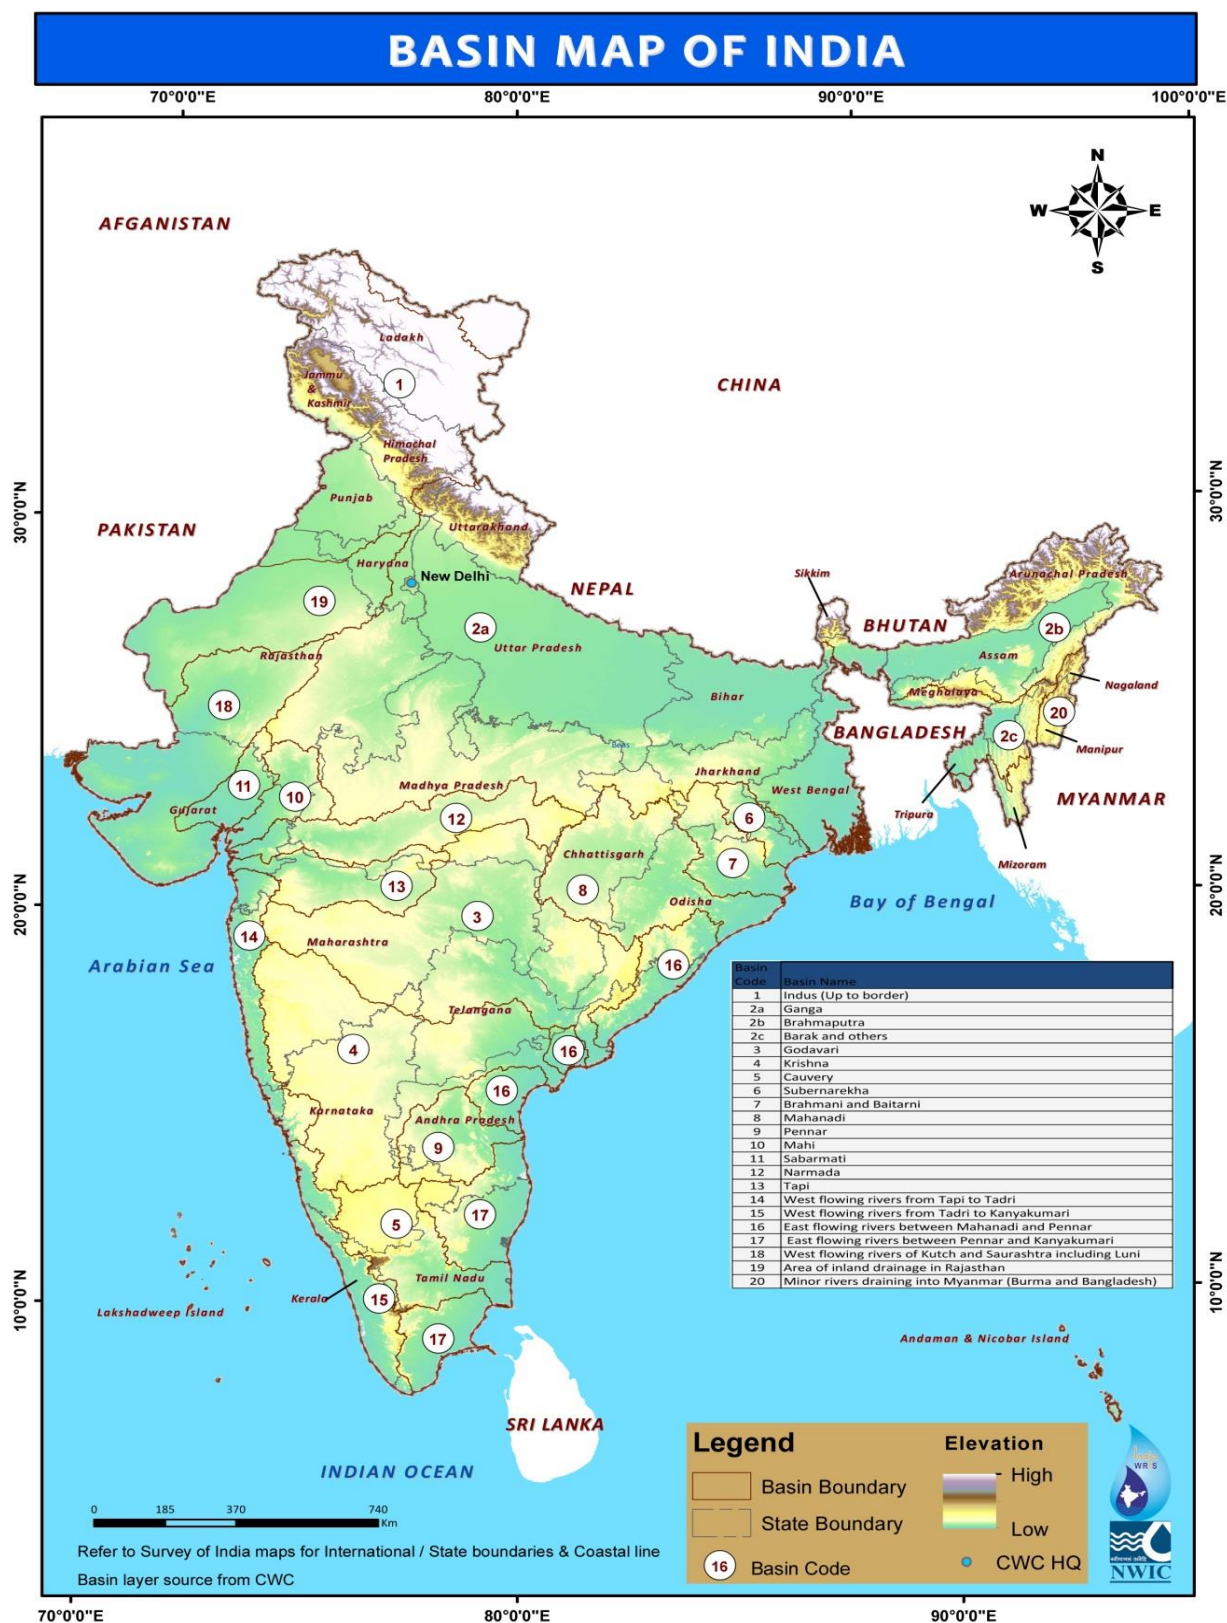 BASIN MAP OF INDIA
70°0'0"E 80°0'0"E 90°0'0"E 100°0'0"E
N
W E
S
AFGANISTAN
Ladakh
CHINA
1
Jammu
&
Kashmir
Himachal
Pradesh
30°0'0"N
30°0'0"N
Punjab
PAKISTAN
Uttarakhand
Haryana
New Delhi
NEPAL
Sikkim
Arunachal Pradesh
19
2a
BHUTAN
2b
Uttar Pradesh
Rajasthan
Assam
Nagaland
Bihar
Meghalaya
18
20
BANGLADESH
2c
Manipur
Jharkhand
11
Madhya Pradesh
West Bengal
10
MYANMAR
Gujarat
12
6
Tripura
Chhattisgarh
7
Mizoram
13
8
20°0'0"N
20°0'0"N
Odisha
Bay of Bengal
3
14
Maharashtra
Arabian Sea
16
Telangana
4
16
16
Karnataka
Andhra Pradesh
9
5
17
Tamil Nadu
Kerala
15
Lakshadweep Island
10°0'0"N
10°0'0"N
17
Andaman & Nicobar Island
SRI LANKA
INDIAN OCEAN
Basin
Code Basin Name
1 Indus (Up to border)
2a Ganga
2b Brahmaputra
2c Barak and others
3 Godavari
4 Krishna
5 Cauvery
6 Subernarekha
7 Brahmani and Baitarni
8 Mahanadi
9 Pennar
10 Mahi
11 Sabarmati
12 Narmada
13 Tapi
14 West flowing rivers from Tapi to Tadri
15 West flowing rivers from Tadri to Kanyakumari
16 East flowing rivers between Mahanadi and Pennar
17 East flowing rivers between Pennar and Kanyakumari
18 West flowing rivers of Kutch and Saurashtra including Luni
19 Area of inland drainage in Rajasthan
20 Minor rivers draining into Myanmar (Burma and Bangladesh)
Legend
Basin Boundary
State Boundary
16 Basin Code
Elevation
High
Low
CWC HQ
India
WRIS
NWIC
0 185 370 740
Km
Refer to Survey of India maps for International / State boundaries & Coastal line
Basin layer source from CWC
70°0'0"E 80°0'0"E 90°0'0"E